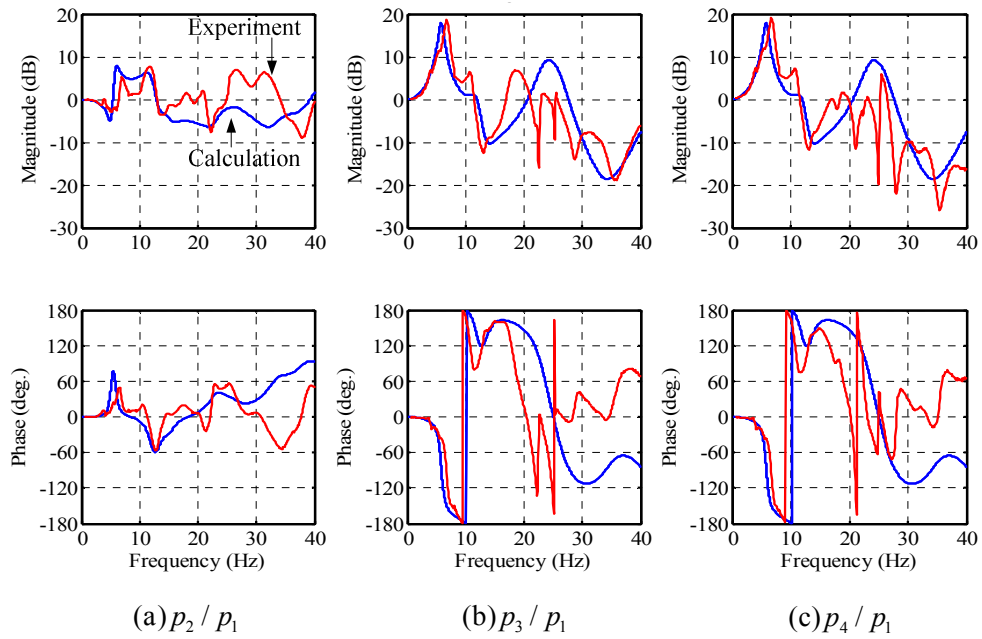 Experiment
Calculation
Magnitude (dB)
20
10
0
-10
-20
-30
0 10 20 30 40
Magnitude (dB)
20
10
0
-10
-20
-30
0 10 20 30 40
Magnitude (dB)
20
10
0
-10
-20
-30
0 10 20 30 40
Phase (deg.)
180
120
60
0
-60
-120
-180
0 10 20 30 40
Frequency (Hz)
Phase (deg.)
180
120
60
0
-60
-120
-180
0 10 20 30 40
Frequency (Hz)
Phase (deg.)
180
120
60
0
-60
-120
-180
0 10 20 30 40
Frequency (Hz)
(a) p2 / p1
(b) p3 / p1
(c) p4 / p1